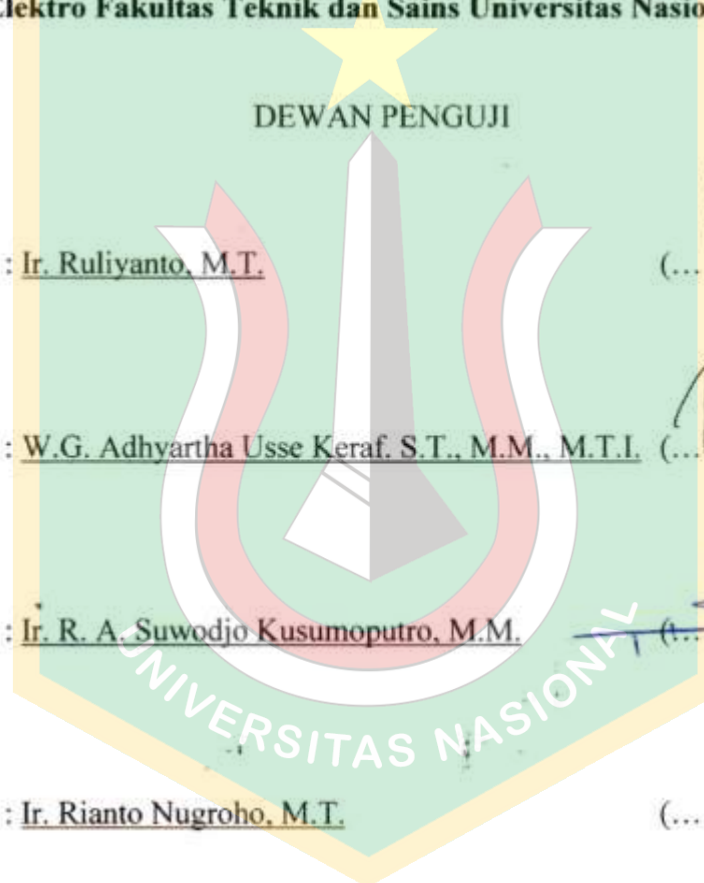 Elektro Fakultas Teknik dan Sains Universitas Nasio
DEWAN PENGUJI
: Ir. Ruliyanto, M.T. (...
: W.G. Adhyartha Usse Keraf. S.T., M.M., M.T.I. (...
: Ir. R. A. Suwodjo Kusumoputro, M.M. (...
UNIVERSITAS NASIONAL
: Ir. Rianto Nugroho, M.T. (...